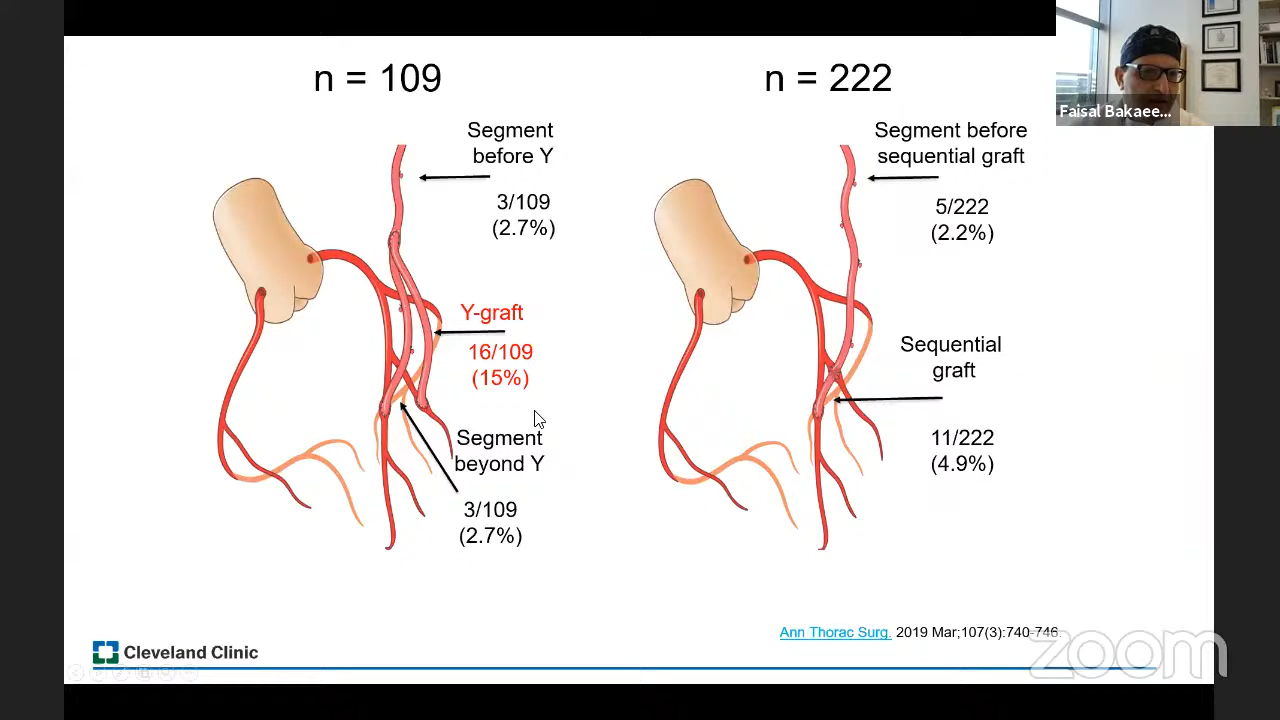 n = 109
n = 222
Faisal Bakaee...
Segment
before Y
3/109
(2.7%)
Y-graft
16/109
(15%)
Segment
beyond Y
3/109
(2.7%)
Segment before
sequential graft
5/222
(2.2%)
Sequential
graft
11/222
(4.9%)
Ann Thorac Surg. 2019 Mar;107(3):740-746.
Cleveland Clinic
zoom